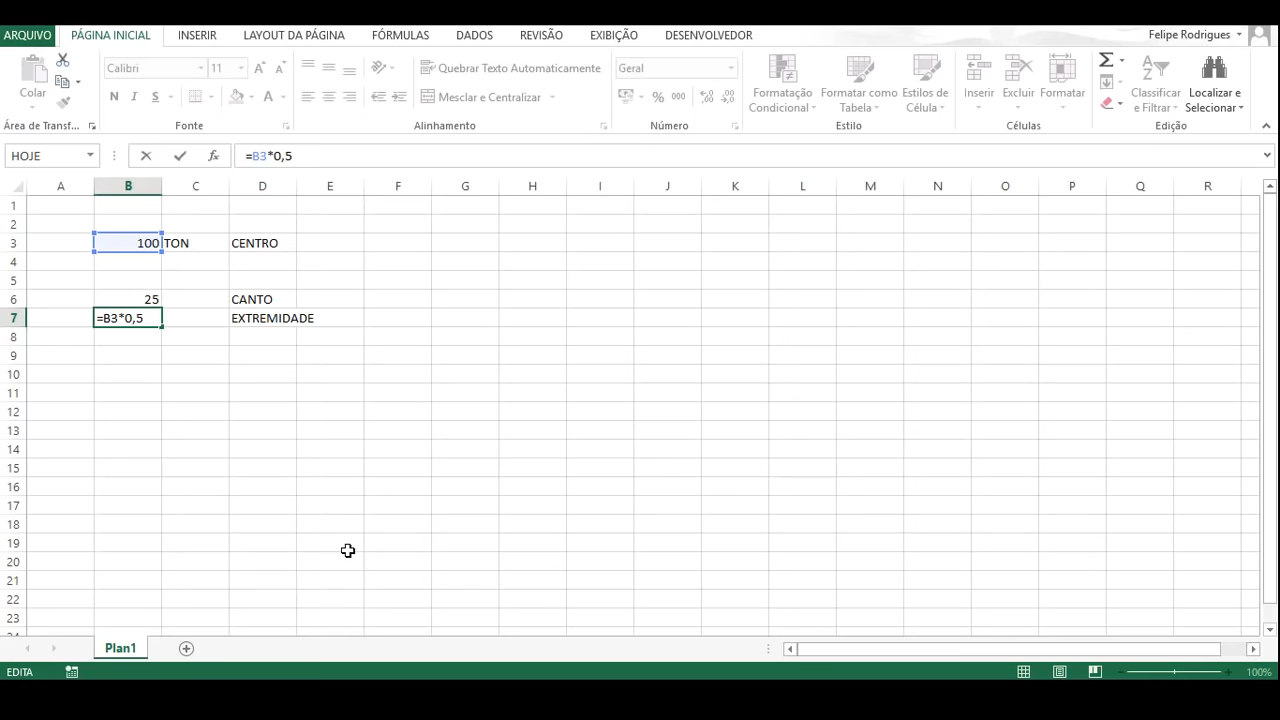 ARQUIVO PÁGINA INICIAL INSERIR LAYOUT DA PÁGINA FÓRMULAS DADOS REVISÃO EXIBIÇÃO DESENVOLVEDOR Felipe Rodrigues
Colar
Calibri 11
N I S A
Quebrar Texto Automaticamente
Mesclar e Centralizar
Geral
% 000
Formatação Condicional
Formatar como Tabela
Estilos de Célula
Inserir Excluir Formatar
Classificar e Filtrar
Localizar e Selecionar
Área de Transf... Fonte Alinhamento Número Estilo Células Edição
HOJE fx =B3*0,5
A B C D E F G H I J K L M N O P Q R
1
2
3 100 TON CENTRO
4
5
6 25 CANTO
7 =B3*0,5 EXTREMIDADE
8
9
10
11
12
13
14
15
16
17
18
19
20
21
22
23
Plan1
EDITA 100%